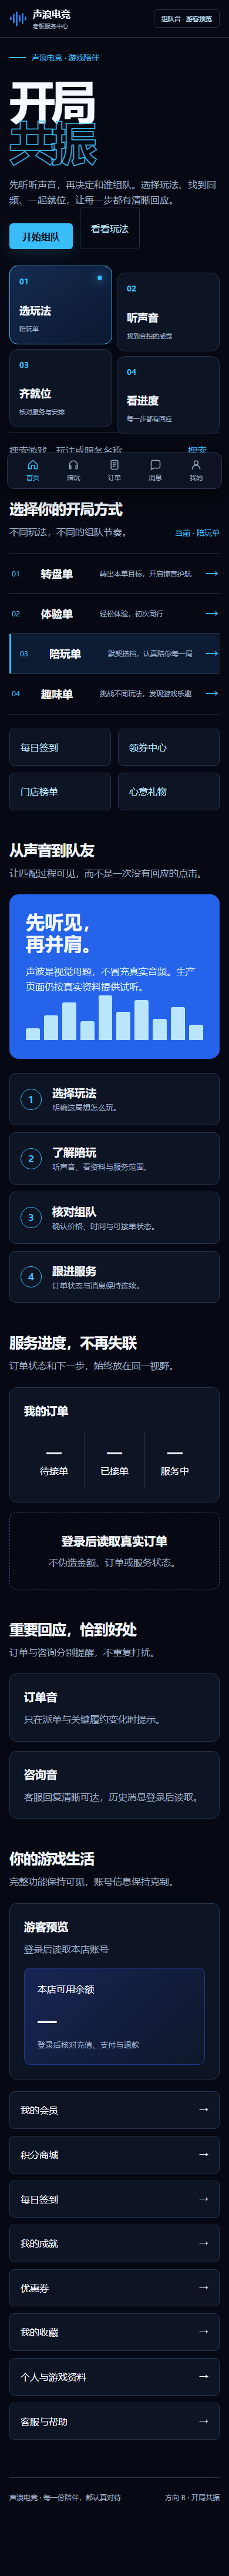 声浪电竞
老板服务中心
组队台 · 游客预览
声浪电竞 · 游戏陪伴
开局
共振
先听听声音，再决定和谁组队。选择玩法、找到同
频、一起就位，让每一步都有清晰回应。
开始组队
看看玩法
01
选玩法
陪玩单
02
听声音
找到合拍的感觉
03
齐就位
核对服务与安排
04
看进度
每一步都有回应
搜索游戏、玩法或服务名称
搜索
首页
陪玩
订单
消息
我的
选择你的开局方式
不同玩法，不同的组队节奏。
当前 · 陪玩单
01 转盘单 转出本单目标，开启惊喜护航 →
02 体验单 轻松体验，初次同行 →
03 陪玩单 默契搭档，认真陪你每一局 →
04 趣味单 挑战不同玩法，发现游戏乐趣 →
每日签到
领券中心
门店榜单
心意礼物
从声音到队友
让匹配过程可见，而不是一次没有回应的点击。
先听见，
再并肩。
声波是视觉母题，不冒充真实音频。生产
页面仍按真实资料提供试听。
1
选择玩法
明确这局想怎么玩。
2
了解陪玩
听声音、看资料与服务范围。
3
核对组队
确认价格、时间与可接单状态。
4
跟进服务
订单状态与消息保持连续。
服务进度，不再失联
订单状态和下一步，始终放在同一视野。
我的订单
— — —
待接单 已接单 服务中
登录后读取真实订单
不伪造金额、订单或服务状态。
重要回应，恰到好处
订单与咨询分别提醒，不重复打扰。
订单音
只在派单与关键履约变化时提示。
咨询音
客服回复清晰可达，历史消息登录后读取。
你的游戏生活
完整功能保持可见，账号信息保持克制。
游客预览
登录后读取本店账号
本店可用余额
—
登录后核对充值、支付与退款
我的会员 →
积分商城 →
每日签到 →
我的成就 →
优惠券 →
我的收藏 →
个人与游戏资料 →
客服与帮助 →
声浪电竞 · 每一份陪伴，都认真对待
方向 B · 开局共振